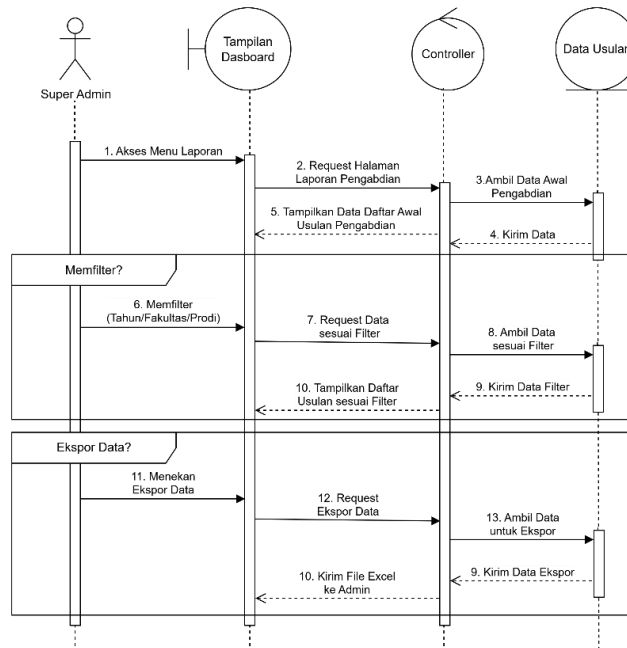 Tampilan
Dasboard
Controller
Data Usulan
Super Admin
1. Akses Menu Laporan
2. Request Halaman
Laporan Pengabdian
3.Ambil Data Awal
Pengabdian
5. Tampilkan Data Daftar Awal
Usulan Pengabdian
4. Kirim Data
Memfilter?
6. Memfilter
(Tahun/Fakultas/Prodi)
7. Request Data
sesuai Filter
8. Ambil Data
sesuai Filter
9. Kirim Data Filter
10. Tampilkan Daftar
Usulan sesuai Filter
Ekspor Data?
11. Menekan
Ekspor Data
12. Request
Ekspor Data
13. Ambil Data
untuk Ekspor
9. Kirim Data Ekspor
10. Kirim File Excel
ke Admin